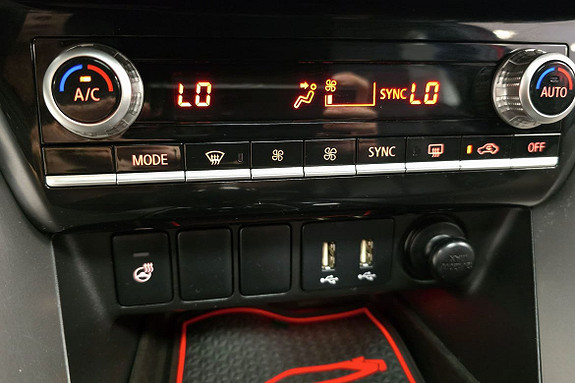 A/C
LO
SYNC LO
AUTO
MODE
SYNC
OFF